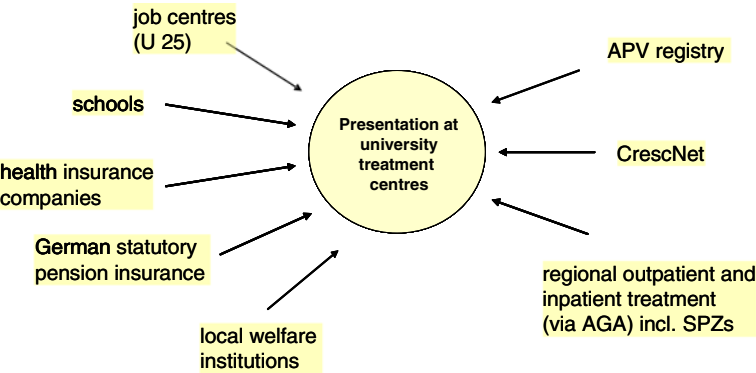 job centres
(U 25)
APV registry
schools
Presentation at
university
treatment
centres
CrescNet
health insurance
companies
German statutory
pension insurance
regional outpatient and
inpatient treatment
(via AGA) incl. SPZs
local welfare
institutions